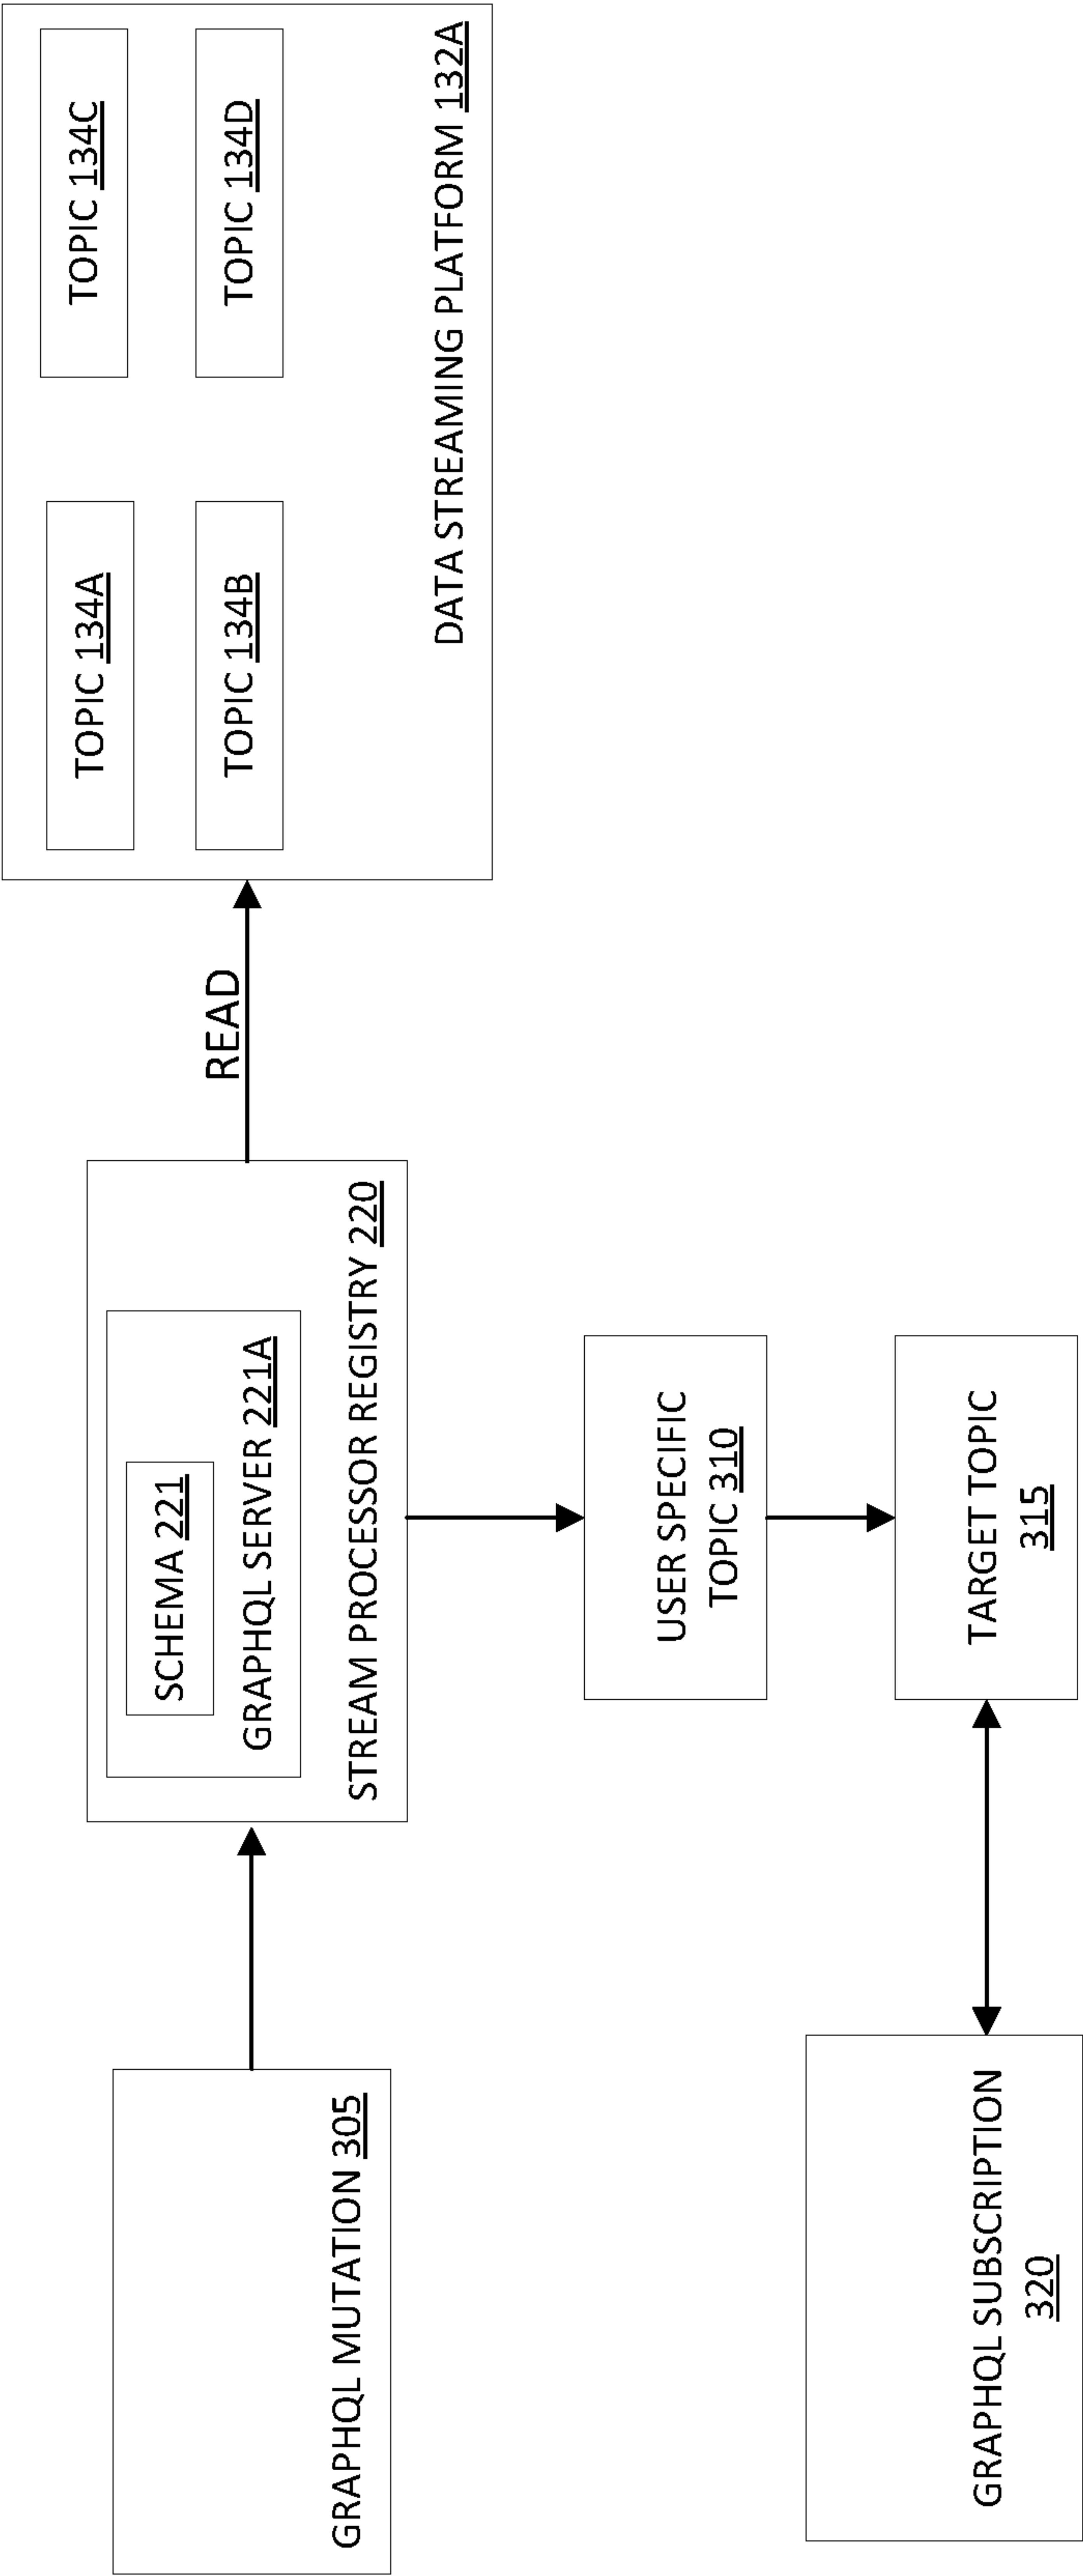 GRAPHQL MUTATION 305
SCHEMA 221
GRAPHQL SERVER 221A
STREAM PROCESSOR REGISTRY 220
READ
TOPIC 134A
TOPIC 134C
TOPIC 134B
TOPIC 134D
DATA STREAMING PLATFORM 132A
USER SPECIFIC
TOPIC 310
GRAPHQL SUBSCRIPTION
320
TARGET TOPIC
315